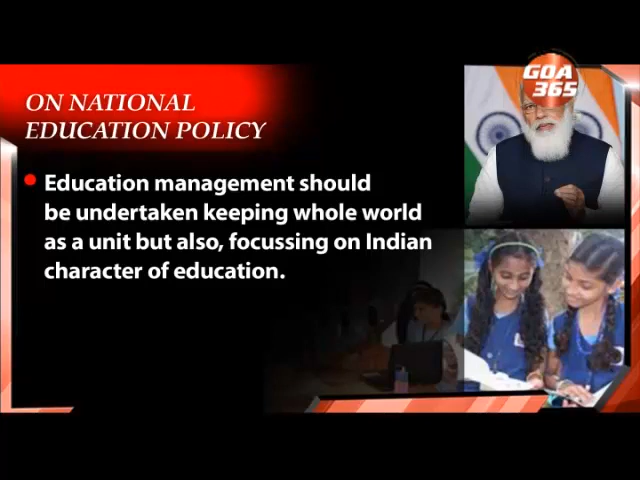 GOA
365
ON NATIONAL
EDUCATION POLICY
Education management should
be undertaken keeping whole world
as a unit but also, focussing on Indian
character of education.